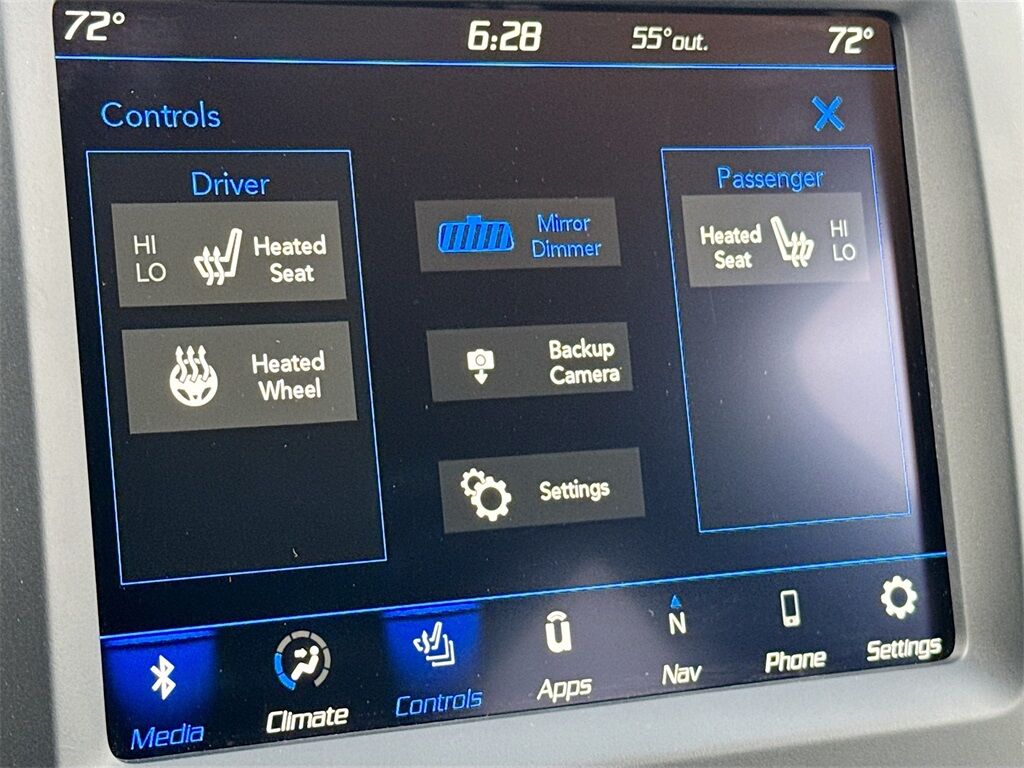 72° 6:28 55°out. 72°
Controls X
Driver
HI
LO
Heated
Seat
Heated
Wheel
Mirror
Dimmer
Backup
Camera
Settings
Passenger
Heated
Seat
HI
LO
Media
Climate
Controls
u
Apps
N
Nav
Phone
Settings